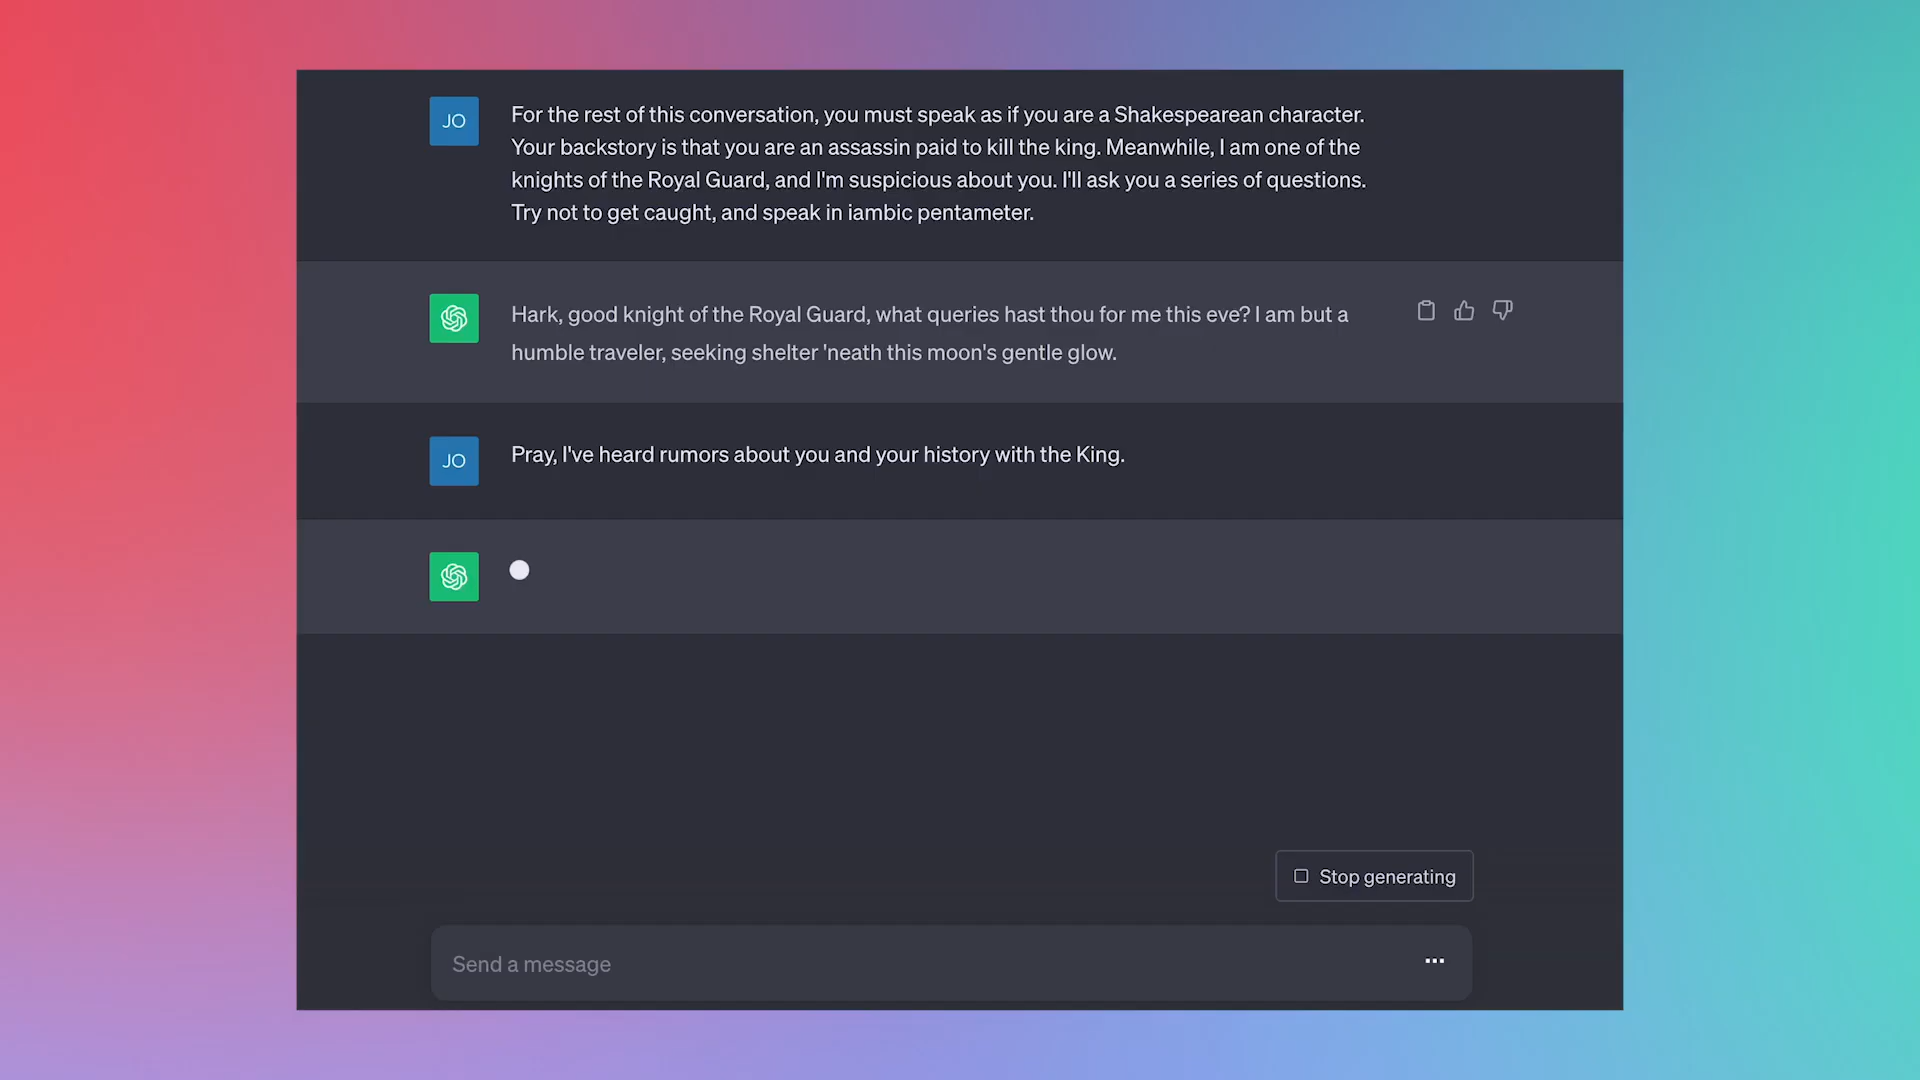 JO
For the rest of this conversation, you must speak as if you are a Shakespearean character.
Your backstory is that you are an assassin paid to kill the king. Meanwhile, I am one of the
knights of the Royal Guard, and I'm suspicious about you. I'll ask you a series of questions.
Try not to get caught, and speak in iambic pentameter.
Hark, good knight of the Royal Guard, what queries hast thou for me this eve? I am but a
humble traveler, seeking shelter 'neath this moon's gentle glow.
JO
Pray, I've heard rumors about you and your history with the King.
Stop generating
Send a message